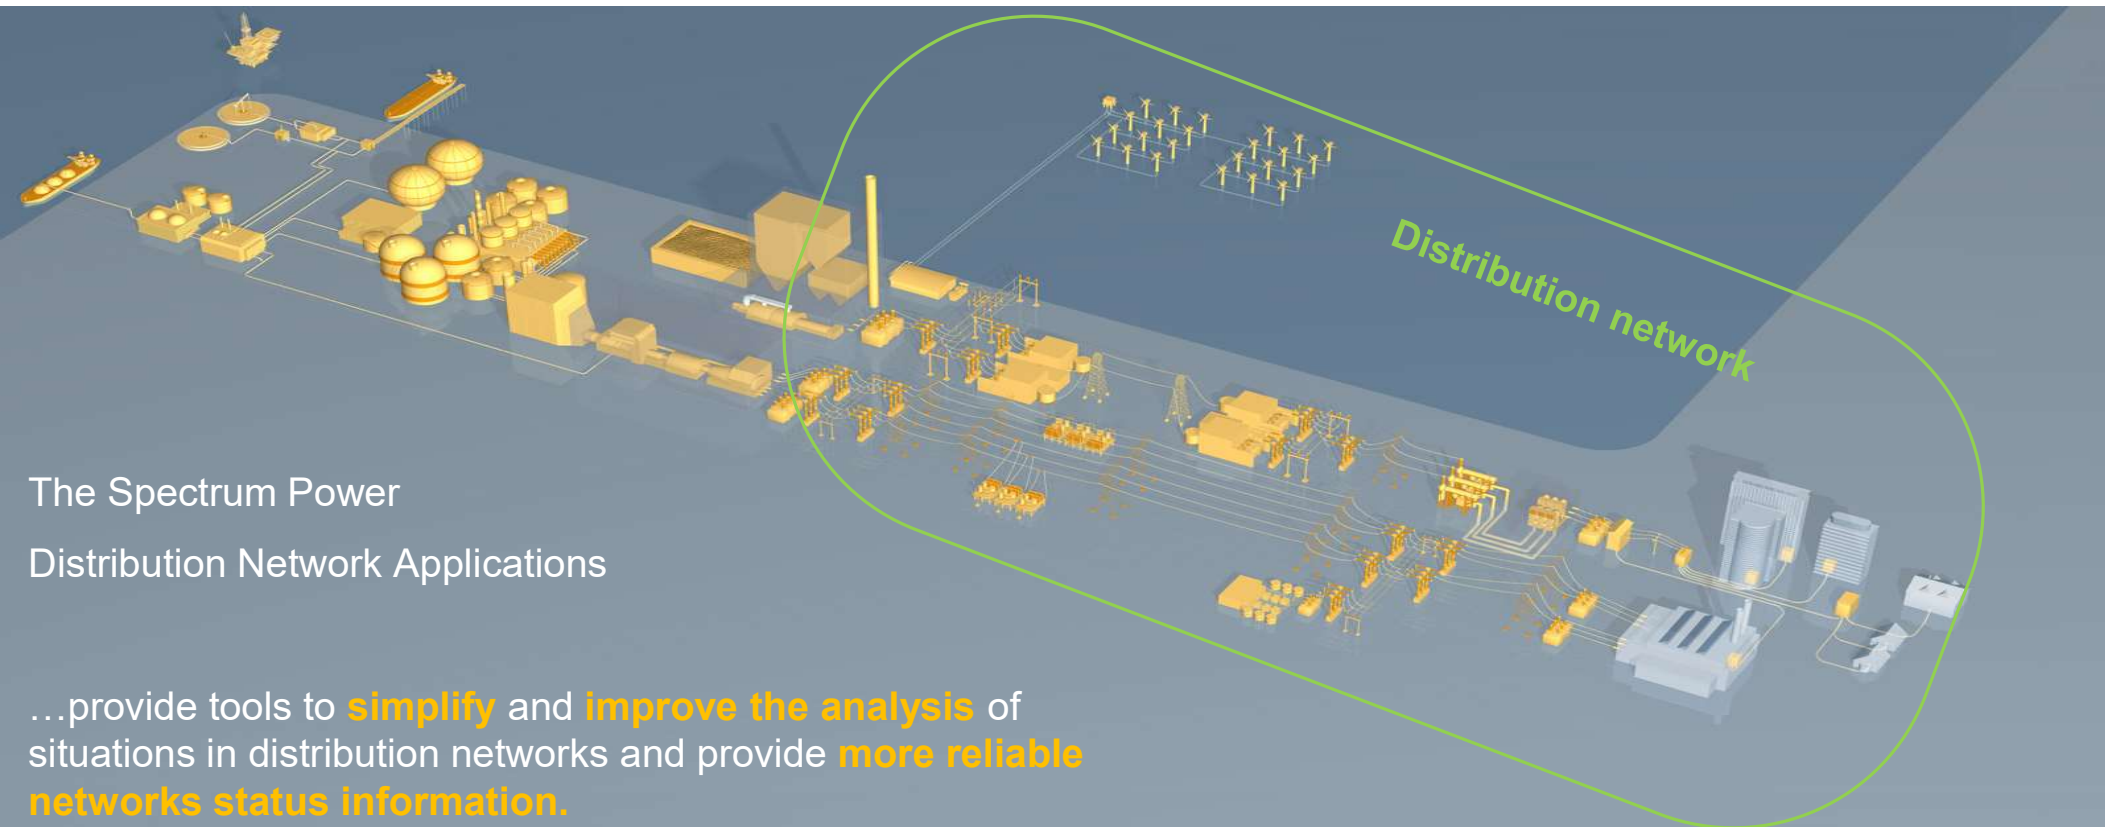 Distribution network
The Spectrum Power
Distribution Network Applications
…provide tools to simplify and improve the analysis of
situations in distribution networks and provide more reliable
networks status information.